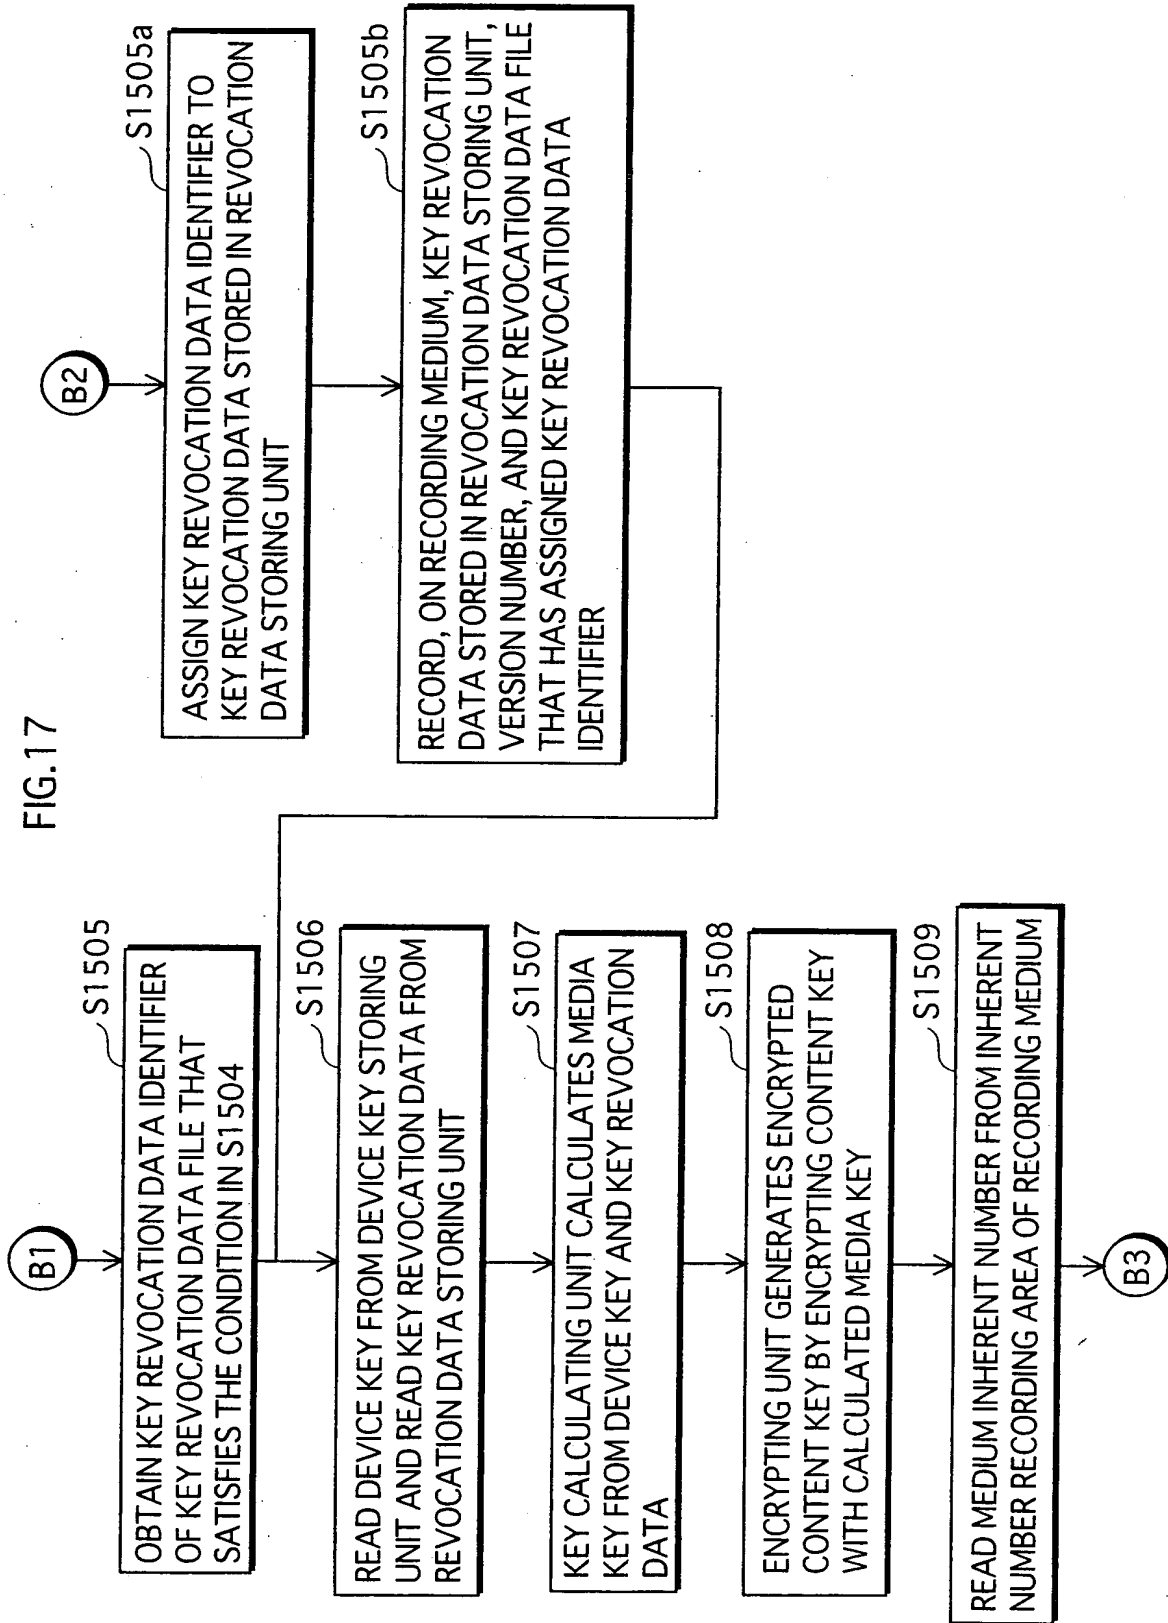 FIG.17
B1
S1505
OBTAIN KEY REVOCATION DATA IDENTIFIER
OF KEY REVOCATION DATA FILE THAT
SATISFIES THE CONDITION IN S1504
S1506
READ DEVICE KEY FROM DEVICE KEY STORING
UNIT AND READ KEY REVOCATION DATA FROM
REVOCATION DATA STORING UNIT
S1507
KEY CALCULATING UNIT CALCULATES MEDIA
KEY FROM DEVICE KEY AND KEY REVOCATION
DATA
S1508
ENCRYPTING UNIT GENERATES ENCRYPTED
CONTENT KEY BY ENCRYPTING CONTENT KEY
WITH CALCULATED MEDIA KEY
S1509
READ MEDIUM INHERENT NUMBER FROM INHERENT
NUMBER RECORDING AREA OF RECORDING MEDIUM
B3
B2
S1505a
ASSIGN KEY REVOCATION DATA IDENTIFIER TO
KEY REVOCATION DATA STORED IN REVOCATION
DATA STORING UNIT
S1505b
RECORD, ON RECORDING MEDIUM, KEY REVOCATION
DATA STORED IN REVOCATION DATA STORING UNIT,
VERSION NUMBER, AND KEY REVOCATION DATA FILE
THAT HAS ASSIGNED KEY REVOCATION DATA
IDENTIFIER